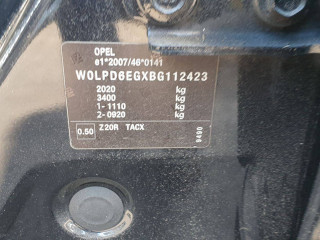 OPEL
e1*2007/46*0141
W0LPD6EGXBG112423
2020 kg
3400 kg
1- 1110 kg
2- 0920 kg
0.50 Z20R TACX